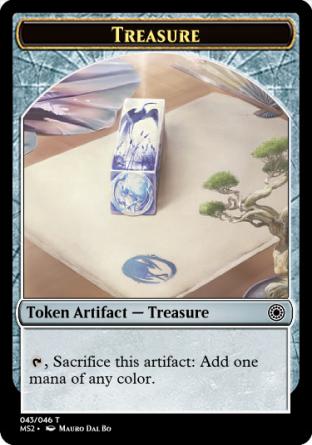 TREASURE
Token Artifact — Treasure
, Sacrifice this artifact: Add one
mana of any color.
043/046 T
MS2 • MAURO DAL BO